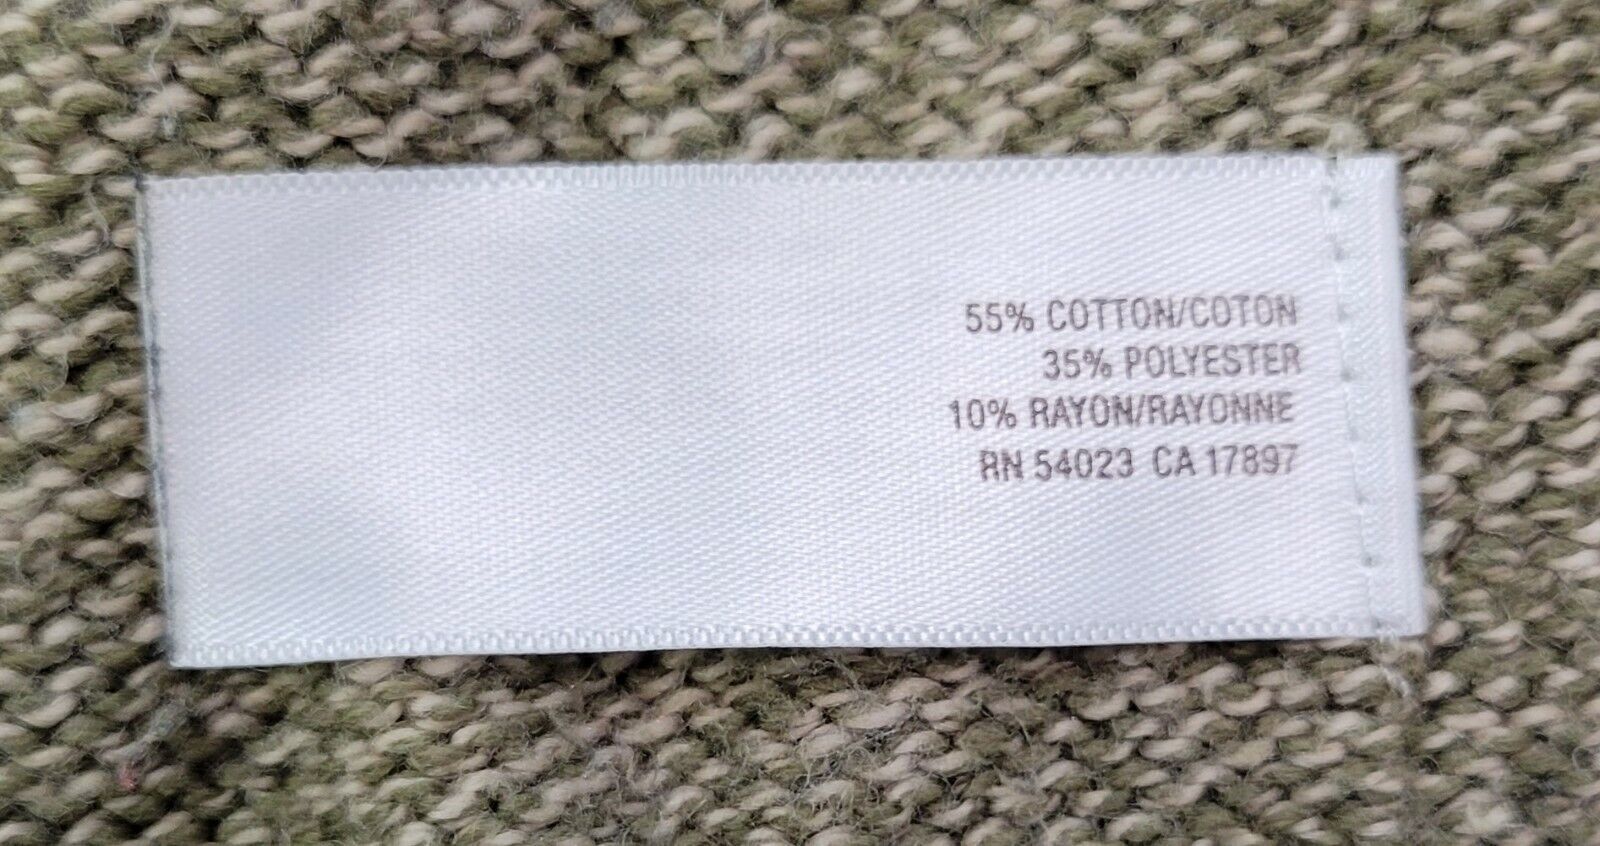 55% COTTON/COTON
35% POLYESTER
10% RAYON/RAYONNE
RN 54023 CA 17897